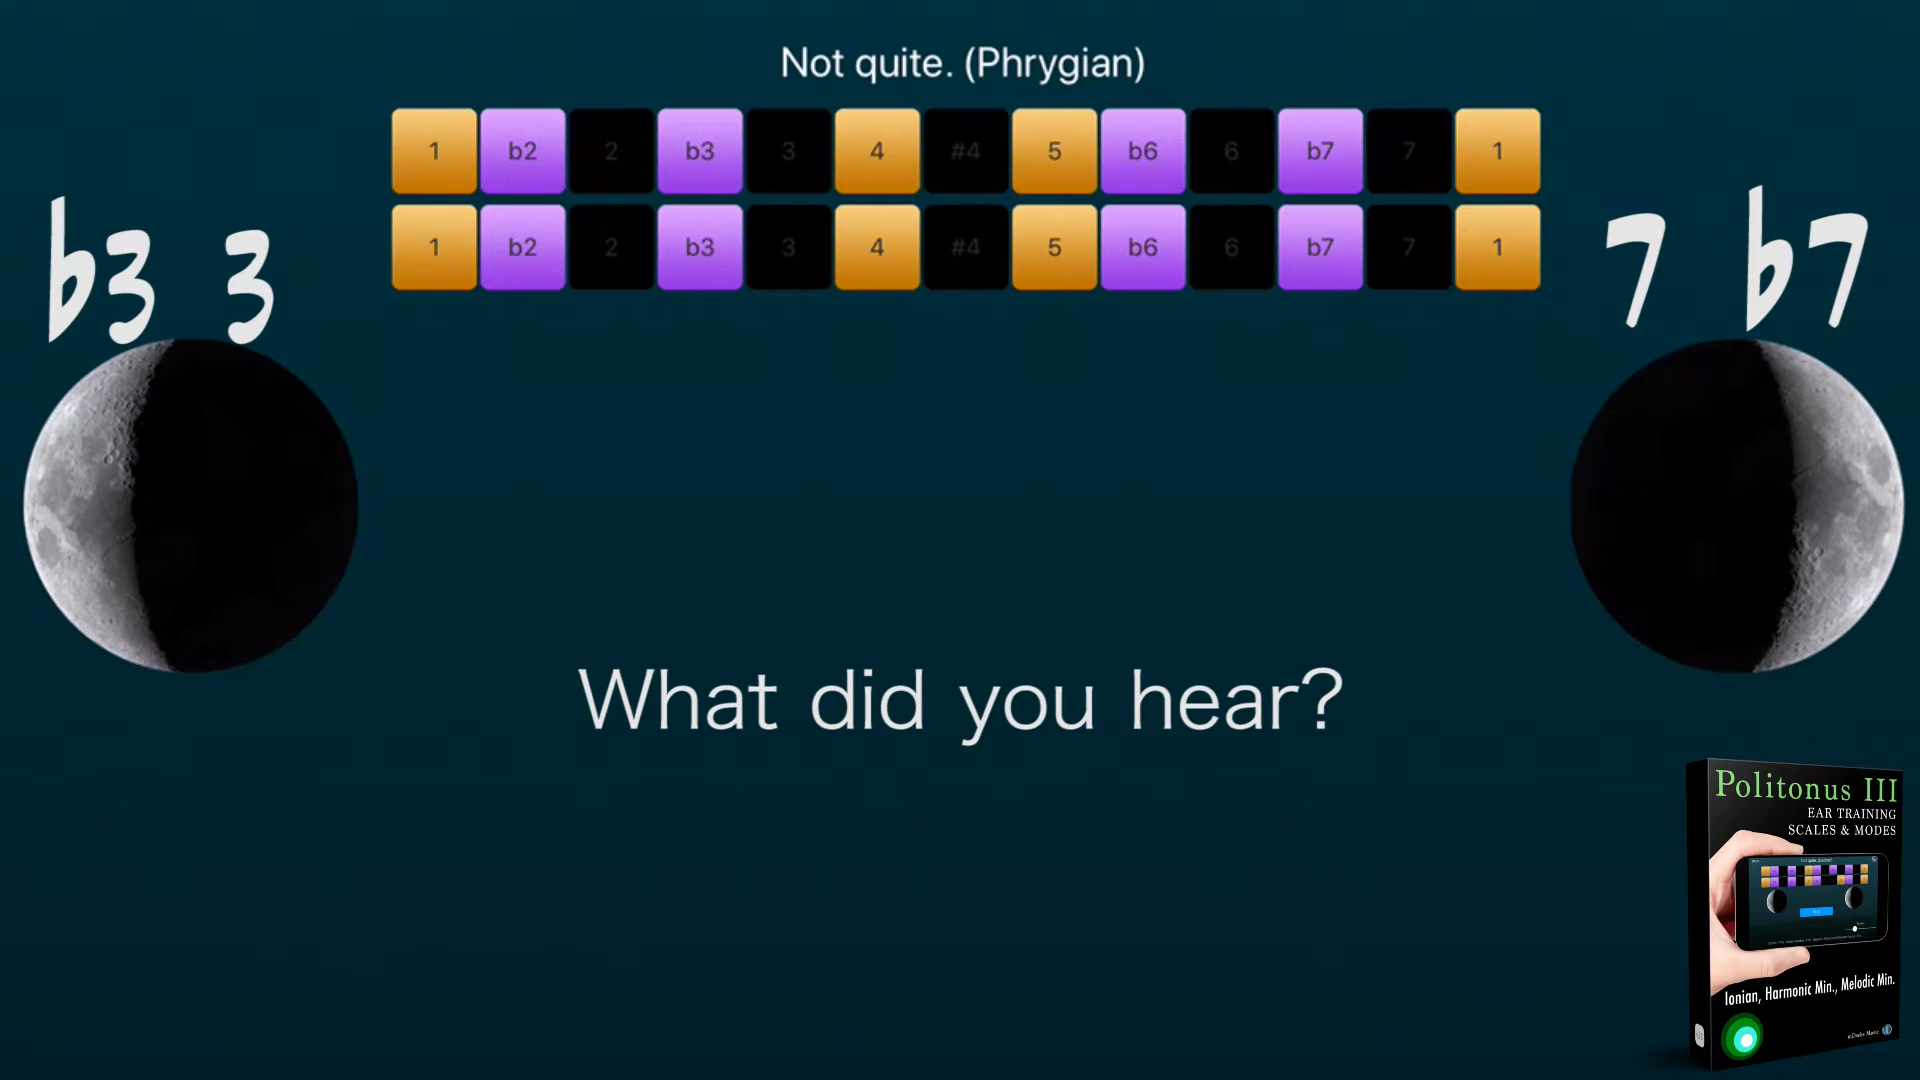 Not quite. (Phrygian)
1 b2 2 b3 3 4 #4 5 b6 6 b7 7 1
1 b2 2 b3 3 4 #4 5 b6 6 b7 7 1
b3 3
7 b7
What did you hear?
Politonus III
EAR TRAINING
SCALES & MODES
Ionian, Harmonic Min., Melodic Min.
mDecks Music